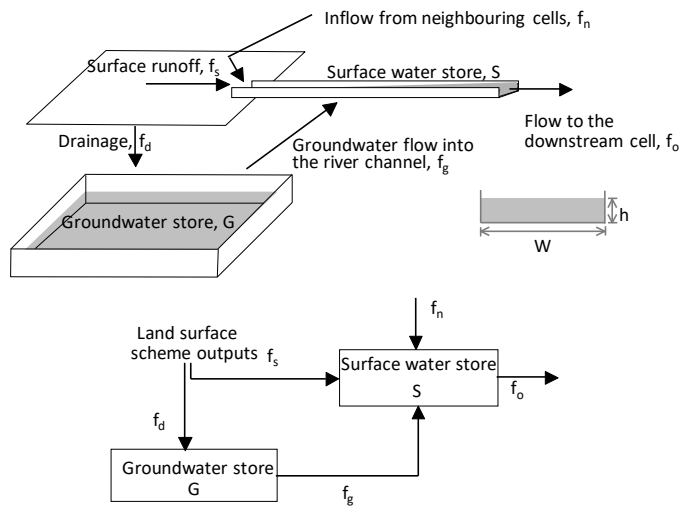 Inflow from neighbouring cells, fn
Surface runoff, fs
Surface water store, S
Drainage, fd
Groundwater flow into
the river channel, fg
Flow to the
downstream cell, fo
Groundwater store, G
h
W
fn
Land surface
scheme outputs fs
Surface water store
S
fo
fd
Groundwater store
G
fg